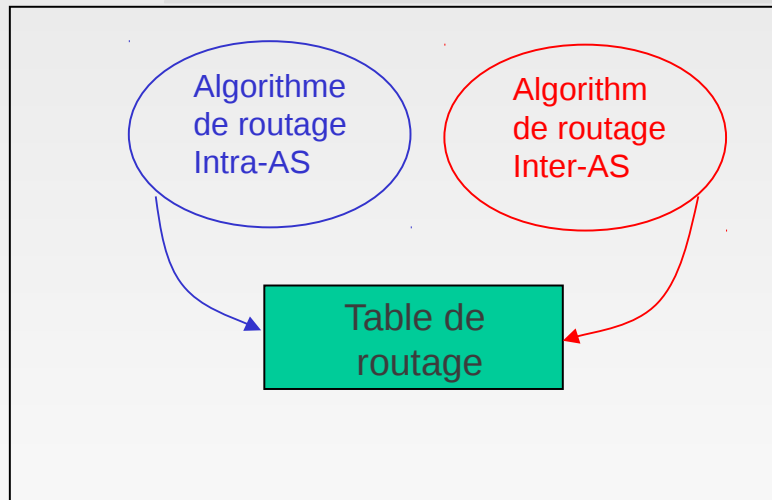 Algorithme
de routage
Intra-AS
Algorithm
de routage
Inter-AS
Table de
routage